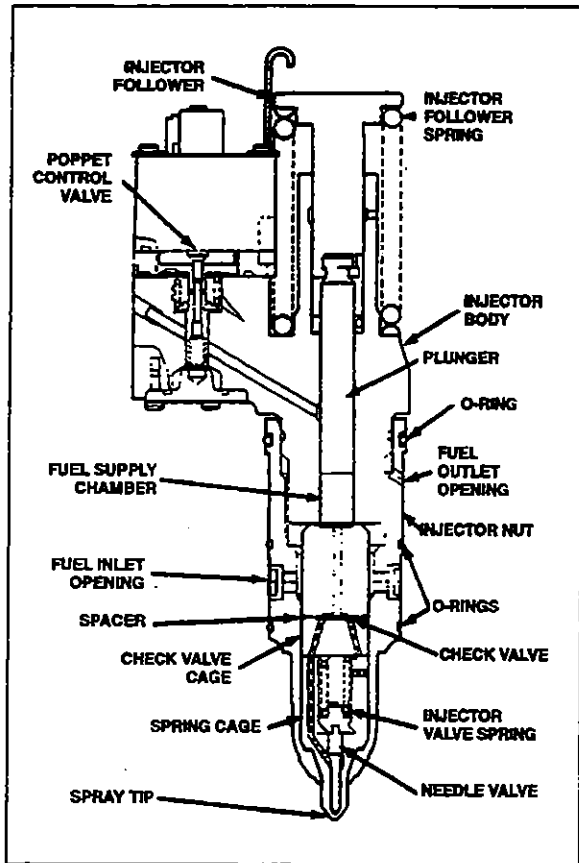 INJECTOR
FOLLOWER
INJECTOR
FOLLOWER
SPRING
POPPET
CONTROL
VALVE
INJECTOR
BODY
PLUNGER
O-RING
FUEL
OUTLET
OPENING
FUEL SUPPLY
CHAMBER
INJECTOR NUT
FUEL INLET
OPENING
O-RINGS
SPACER
CHECK VALVE
CHECK VALVE
CAGE
INJECTOR
VALVE SPRING
SPRING CAGE
NEEDLE VALVE
SPRAY TIP